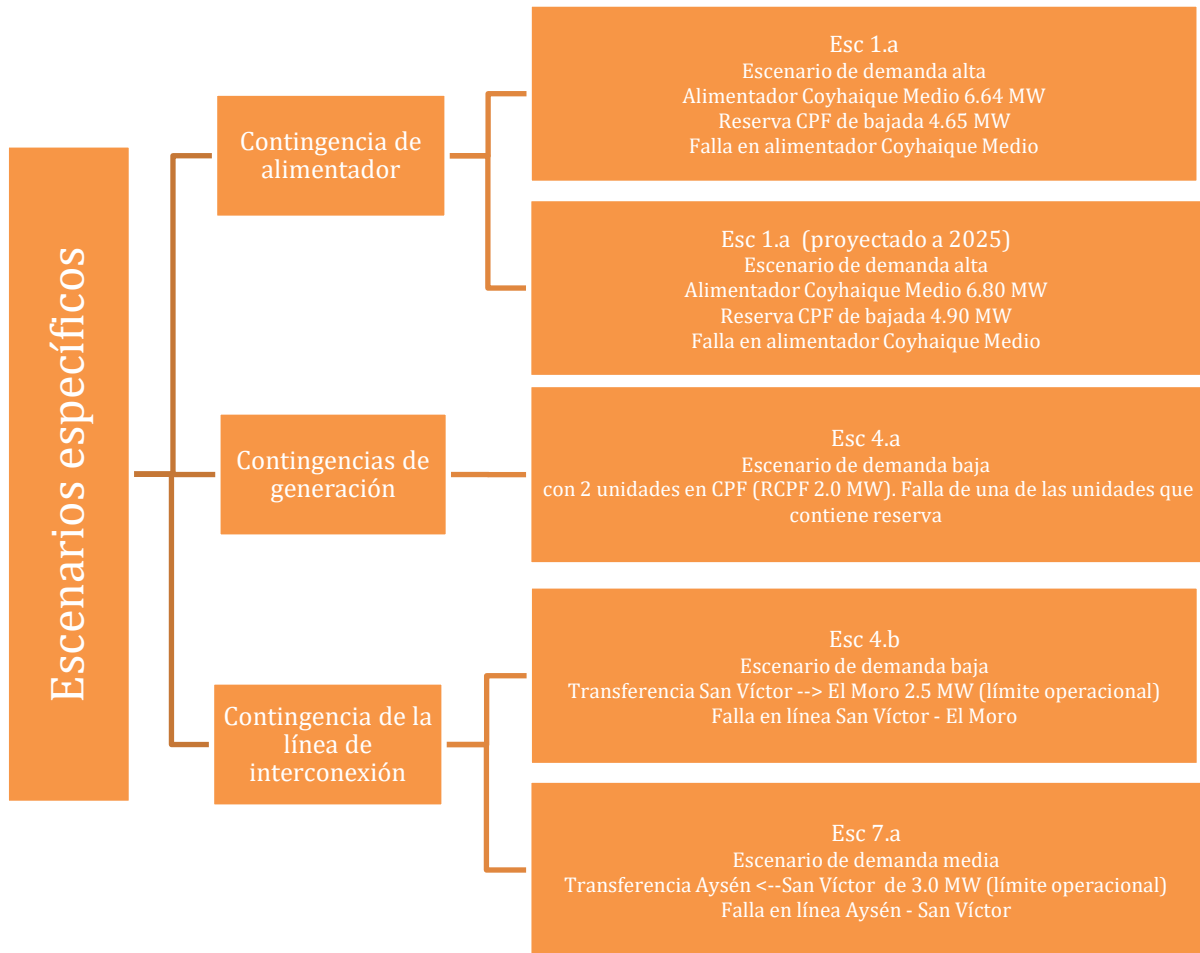 Escenarios específicos
Contingencia de
alimentador
Esc 1.a
Escenario de demanda alta
Alimentador Coyhaique Medio 6.64 MW
Reserva CPF de bajada 4.65 MW
Falla en alimentador Coyhaique Medio
Esc 1.a  (proyectado a 2025)
Escenario de demanda alta
Alimentador Coyhaique Medio 6.80 MW
Reserva CPF de bajada 4.90 MW
Falla en alimentador Coyhaique Medio
Contingencias de
generación
Esc 4.a
Escenario de demanda baja
con 2 unidades en CPF (RCPF 2.0 MW). Falla de una de las unidades que
contiene reserva
Contingencia de la
línea de
interconexión
Esc 4.b
Escenario de demanda baja
Transferencia San Víctor --> El Moro 2.5 MW (límite operacional)
Falla en línea San Víctor - El Moro
Esc 7.a
Escenario de demanda media
Transferencia Aysén <--San Víctor  de 3.0 MW (límite operacional)
Falla en línea Aysén - San Víctor